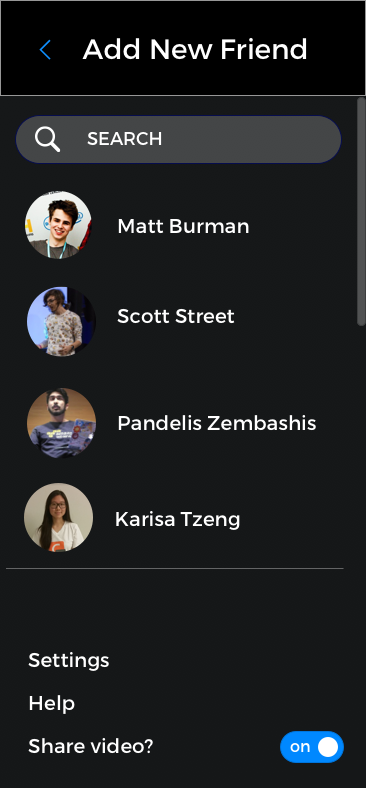 Add New Friend
SEARCH
Matt Burman
Scott Street
Pandelis Zembashis
Karisa Tzeng
Settings
Help
Share video?
on